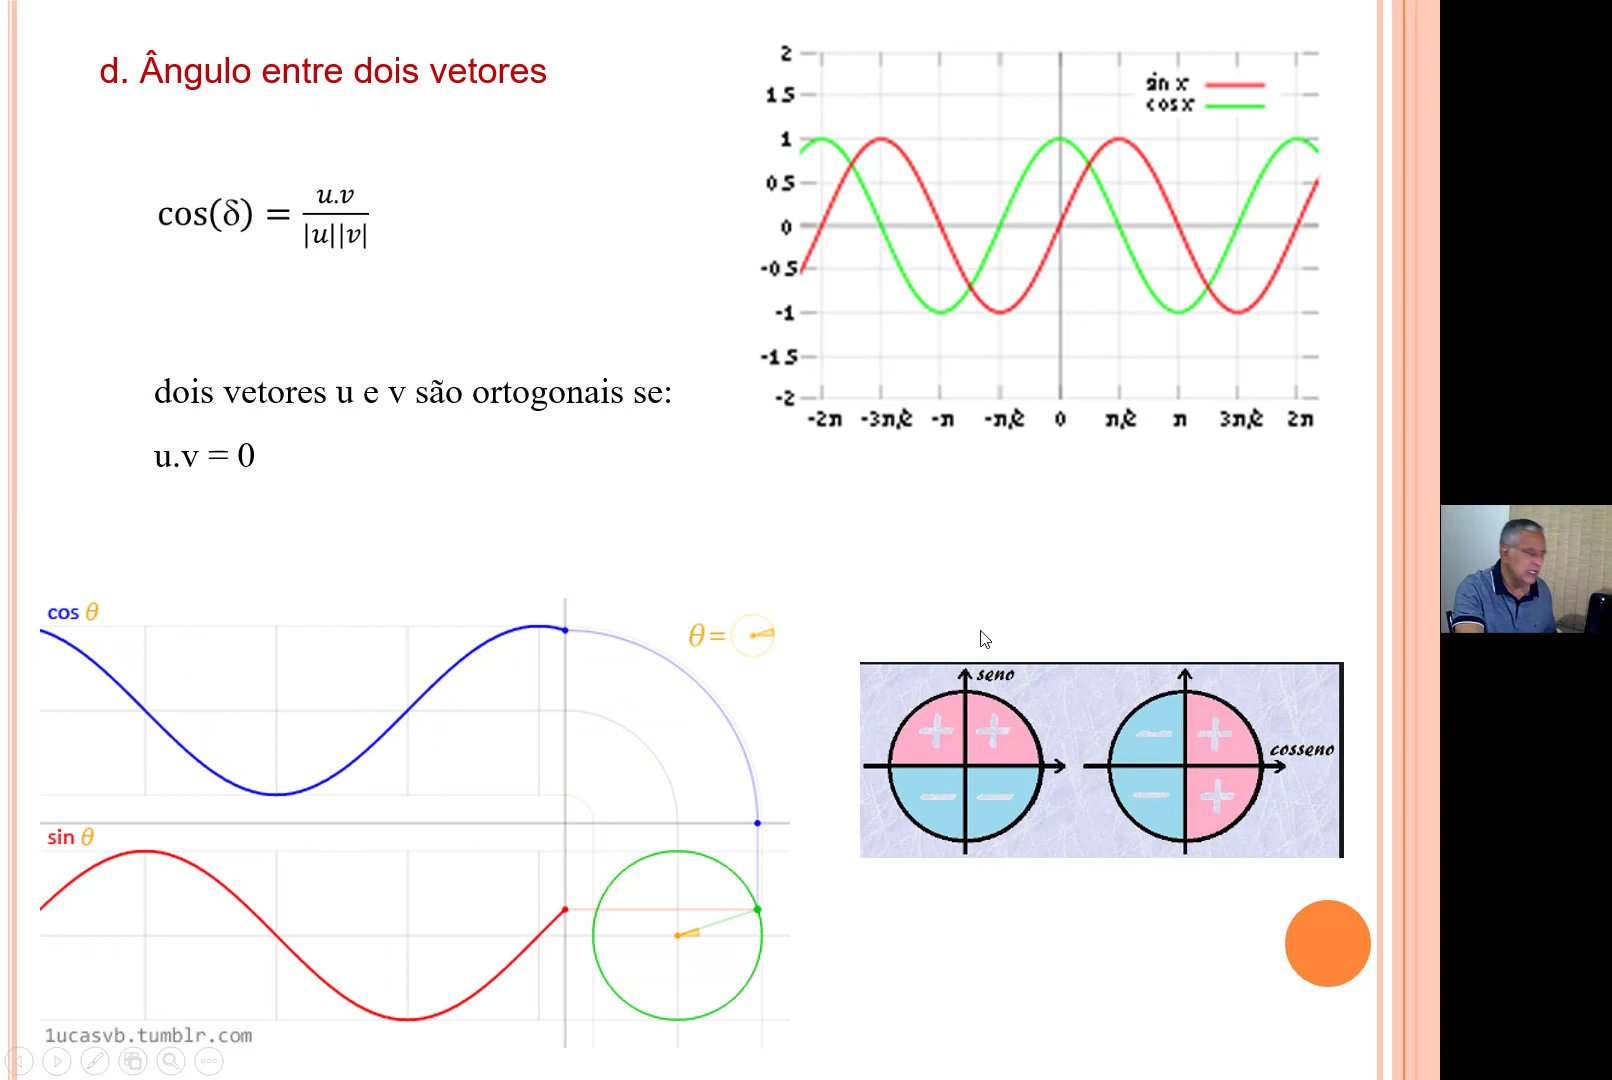 d. Ângulo entre dois vetores
cos(δ) = u.v / |u||v|
dois vetores u e v são ortogonais se:
u.v = 0
2
1.5
1
0.5
0
-0.5
-1
-1.5
-2
-2π -3π/2 -π -π/2 0 π/2 π 3π/2 2π
sin x
cos x
cos θ
θ =
sin θ
1ucasvb.tumblr.com
seno
+ +
− −
cosseno
− +
− +